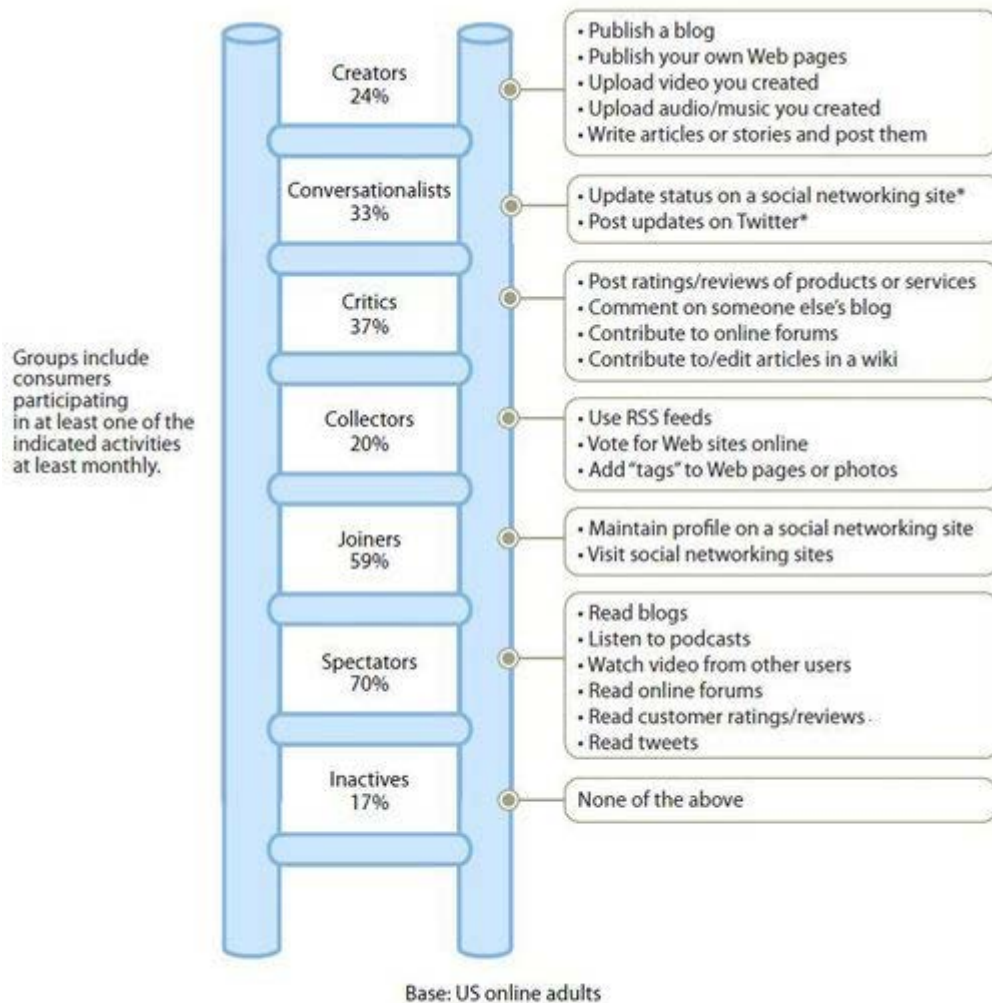 Creators
24%
• Publish a blog
• Publish your own Web pages
• Upload video you created
• Upload audio/music you created
• Write articles or stories and post them
Conversationalists
33%
• Update status on a social networking site*
• Post updates on Twitter*
Critics
37%
• Post ratings/reviews of products or services
• Comment on someone else's blog
• Contribute to online forums
• Contribute to/edit articles in a wiki
Groups include
consumers
participating
in at least one of the
indicated activities
at least monthly.
Collectors
20%
• Use RSS feeds
• Vote for Web sites online
• Add "tags" to Web pages or photos
Joiners
59%
• Maintain profile on a social networking site
• Visit social networking sites
Spectators
70%
• Read blogs
• Listen to podcasts
• Watch video from other users
• Read online forums
• Read customer ratings/reviews .
• Read tweets
Inactives
17%
None of the above
Base: US online adults